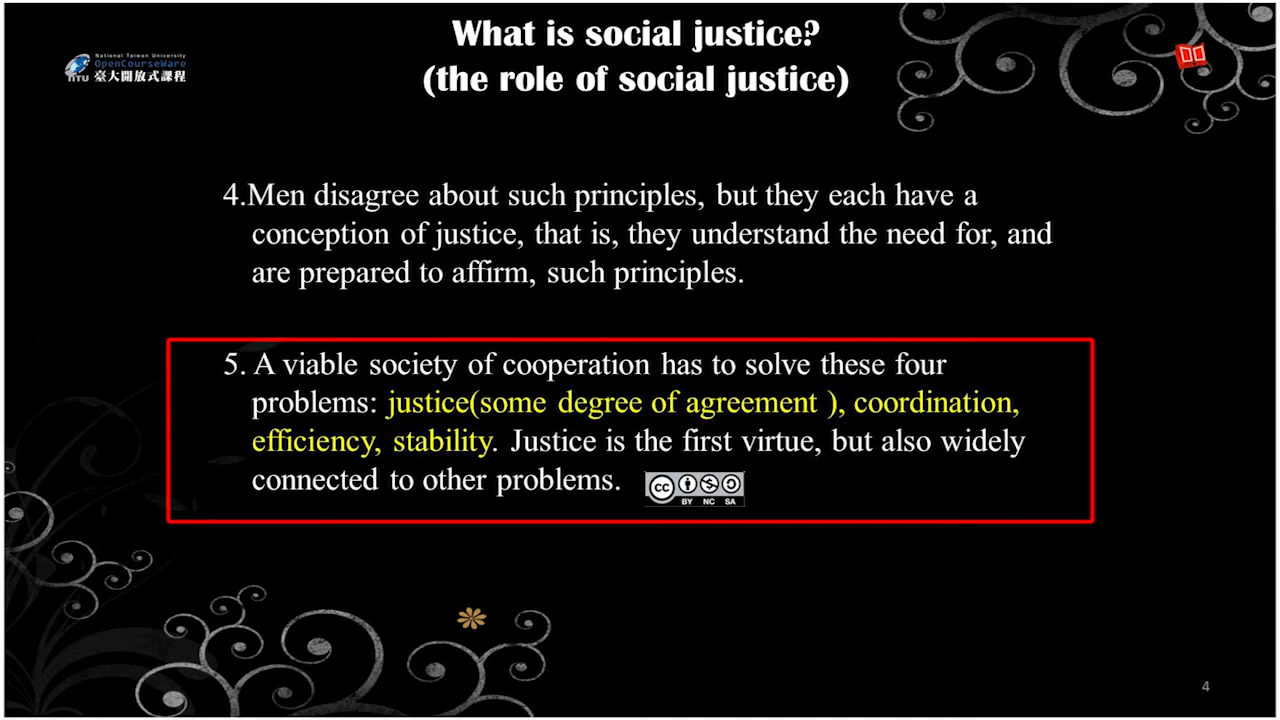 What is social justice?
(the role of social justice)
National Taiwan University
OpenCourseWare
NTU
臺大開放式課程
4.Men disagree about such principles, but they each have a
conception of justice, that is, they understand the need for, and
are prepared to affirm, such principles.
5. A viable society of cooperation has to solve these four
problems: justice(some degree of agreement ), coordination,
efficiency, stability. Justice is the first virtue, but also widely
connected to other problems.
cc
BY NC SA
4